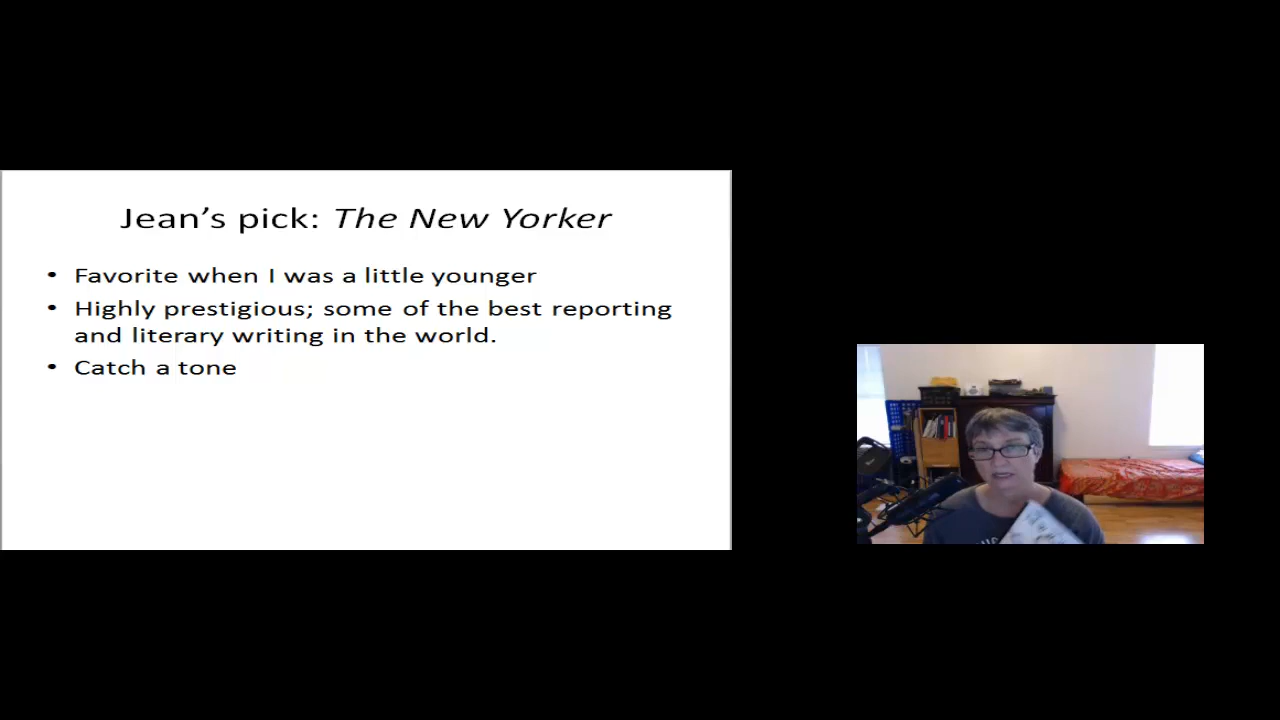 Jean’s pick: The New Yorker
• Favorite when I was a little younger
• Highly prestigious; some of the best reporting
and literary writing in the world.
• Catch a tone